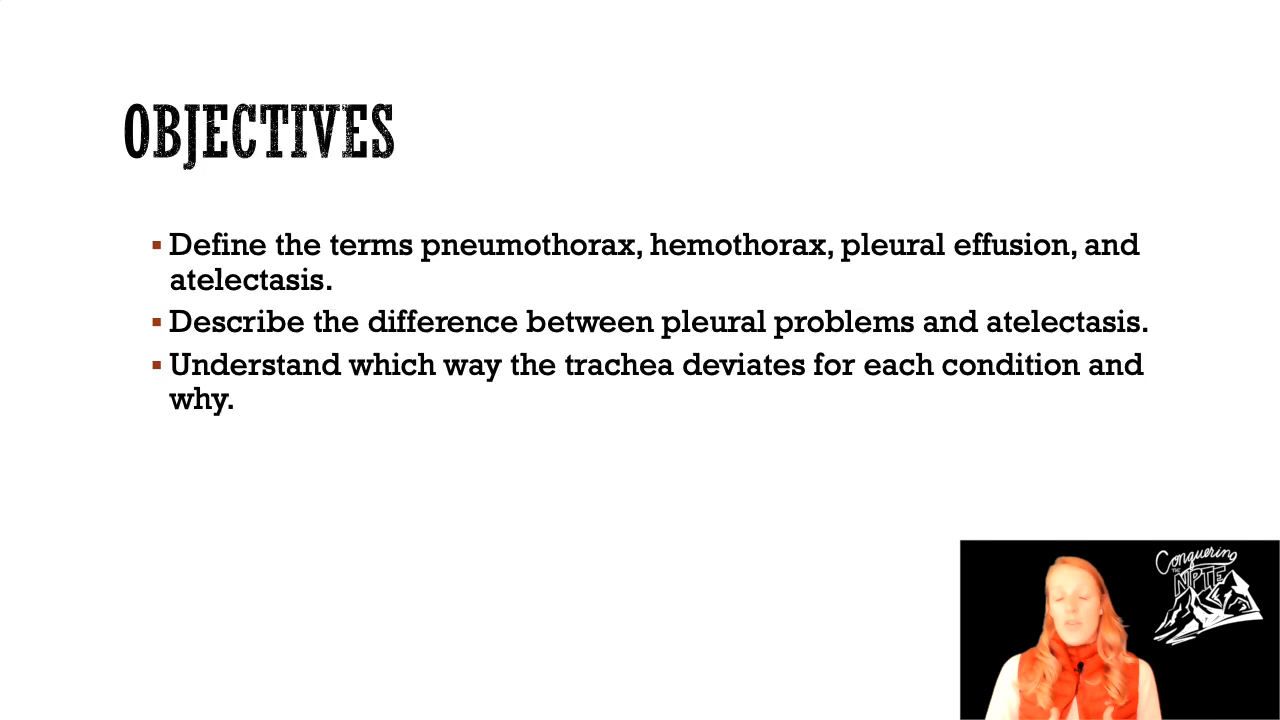 OBJECTIVES
Define the terms pneumothorax, hemothorax, pleural effusion, and
atelectasis.
Describe the difference between pleural problems and atelectasis.
Understand which way the trachea deviates for each condition and
why.
Conquering
THE
NPTE